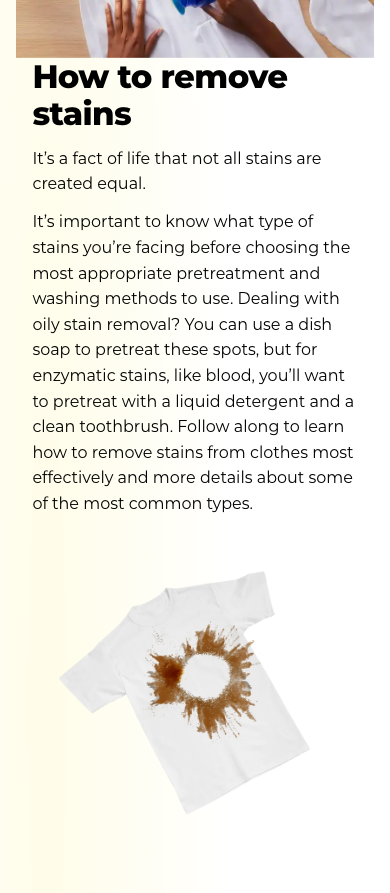 How to remove
stains
It’s a fact of life that not all stains are
created equal.
It’s important to know what type of
stains you’re facing before choosing the
most appropriate pretreatment and
washing methods to use. Dealing with
oily stain removal? You can use a dish
soap to pretreat these spots, but for
enzymatic stains, like blood, you’ll want
to pretreat with a liquid detergent and a
clean toothbrush. Follow along to learn
how to remove stains from clothes most
effectively and more details about some
of the most common types.